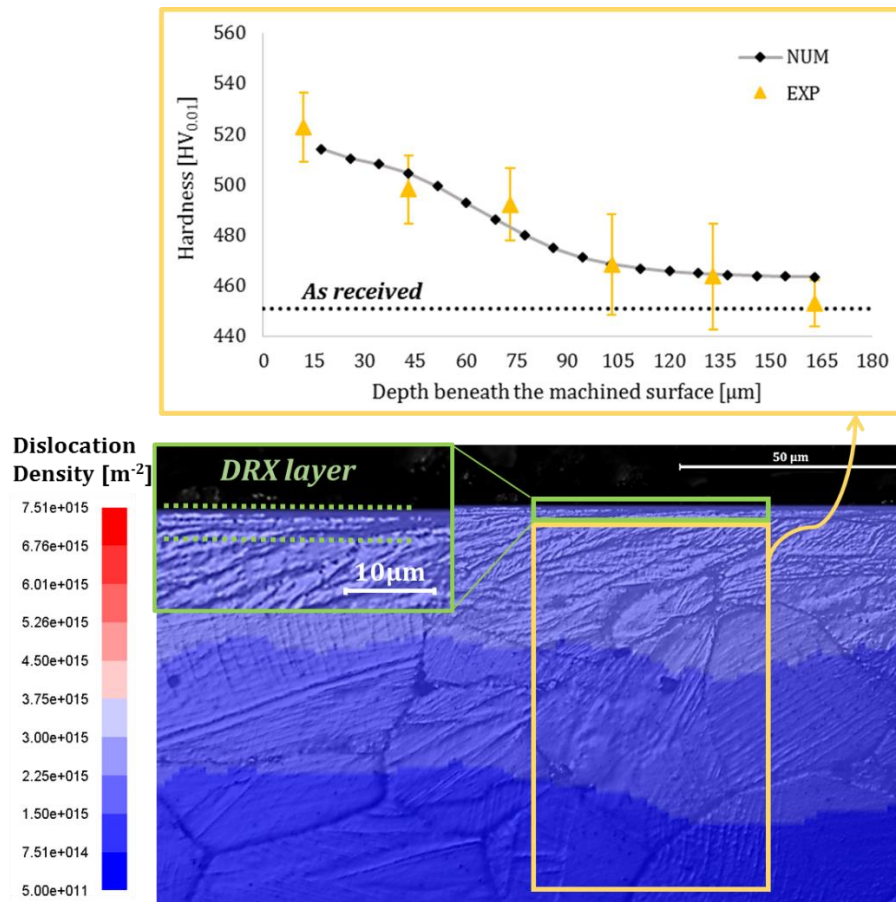 560
540
520
500
480
460
440
Hardness [HV0.01]
NUM
EXP
As received
0 15 30 45 60 75 90 105 120 135 150 165 180
Depth beneath the machined surface [μm]
Dislocation
Density [m-2]
7.51e+015
6.76e+015
6.01e+015
5.26e+015
4.50e+015
3.75e+015
3.00e+015
2.25e+015
1.50e+015
7.51e+014
5.00e+011
DRX layer
10μm
50 μm